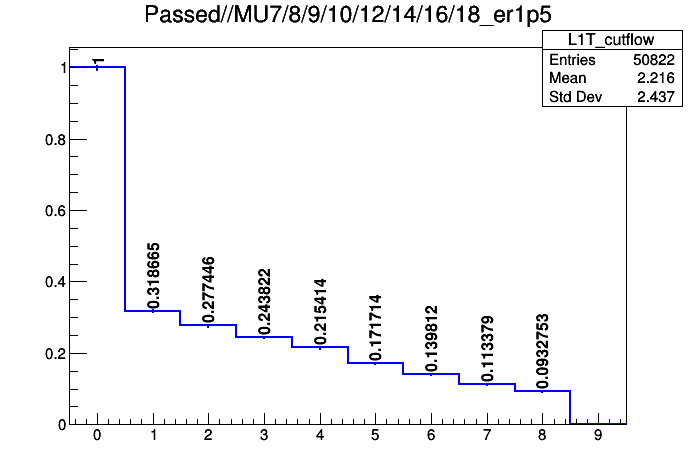 Passed//MU7/8/9/10/12/14/16/18_er1p5
L1T_cutflow
Entries 50822
Mean 2.216
Std Dev 2.437
1
0.8
0.6
0.4
0.2
0
1
0.318665
0.277446
0.243822
0.215414
0.171714
0.139812
0.113379
0.0932753
0 1 2 3 4 5 6 7 8 9